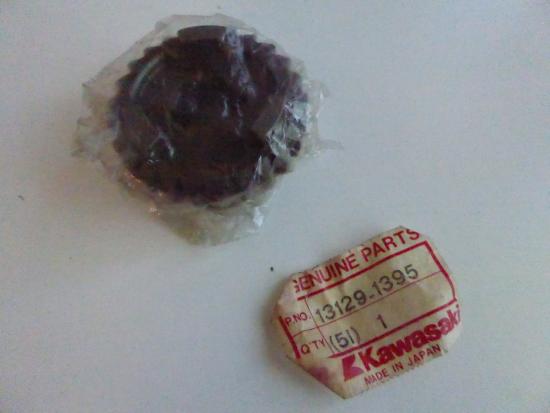 GENUINE PARTS
P.NO. 13129-1395
Q'TY (51) 1
Kawasaki
MADE IN JAPAN